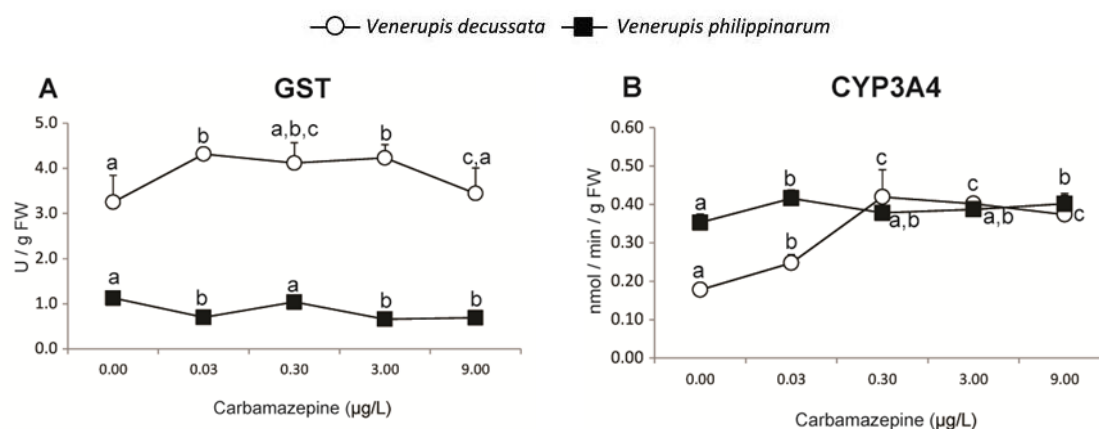 Venerupis decussata Venerupis philippinarum
A GST
5.0
4.0
3.0
2.0
1.0
0.0
U / g FW
a b a,b,c b c,a
a b a b b
0.00 0.03 0.30 3.00 9.00
Carbamazepine (µg/L)
B CYP3A4
0.60
0.50
0.40
0.30
0.20
0.10
0.00
nmol / min / g FW
a b c c b
a b a,b a,b c
0.00 0.03 0.30 3.00 9.00
Carbamazepine (µg/L)